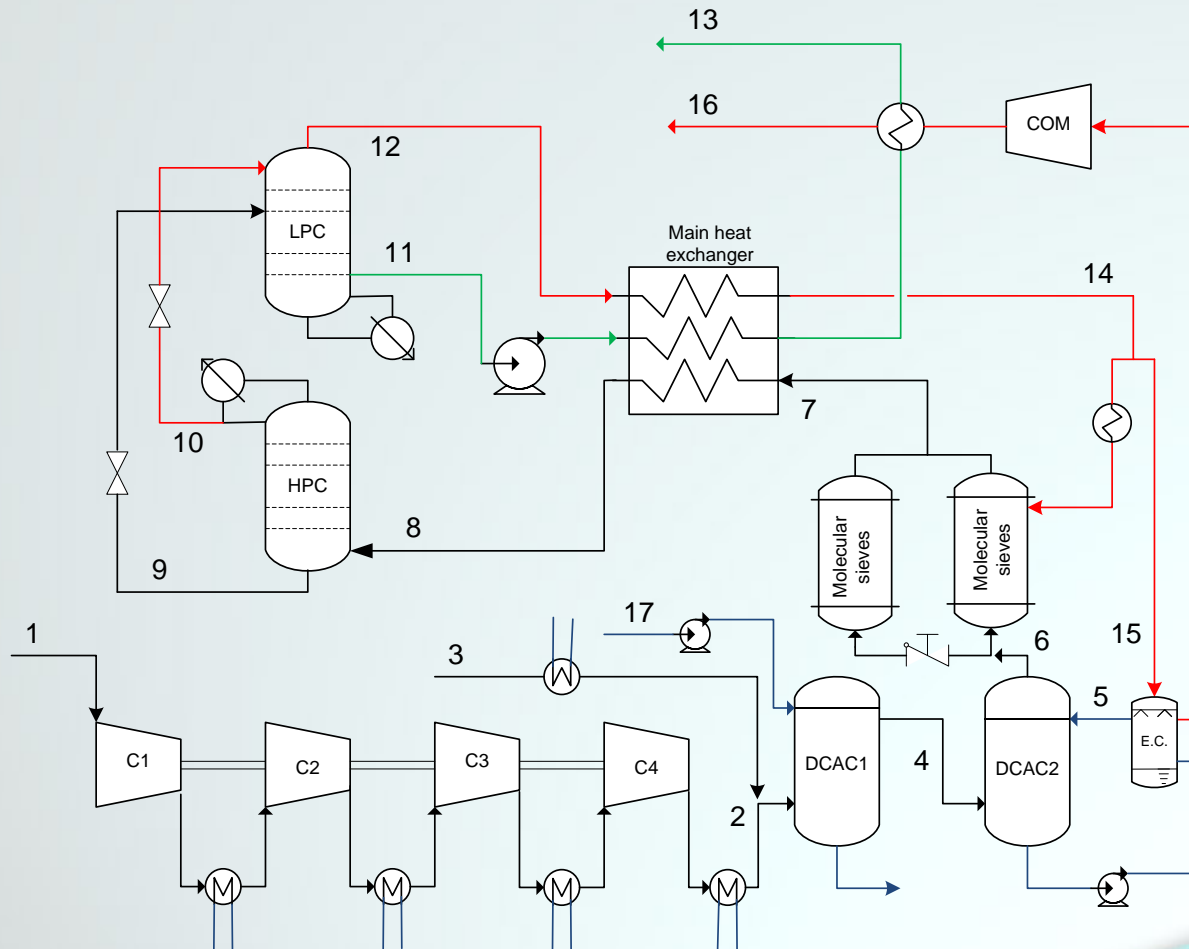 13
16
COM
12
LPC
11
Main heat
exchanger
14
10
7
HPC
8
9
Molecular
sieves
Molecular
sieves
1
17
3
6
15
5
E.C.
C1
C2
C3
C4
2
DCAC1
4
DCAC2